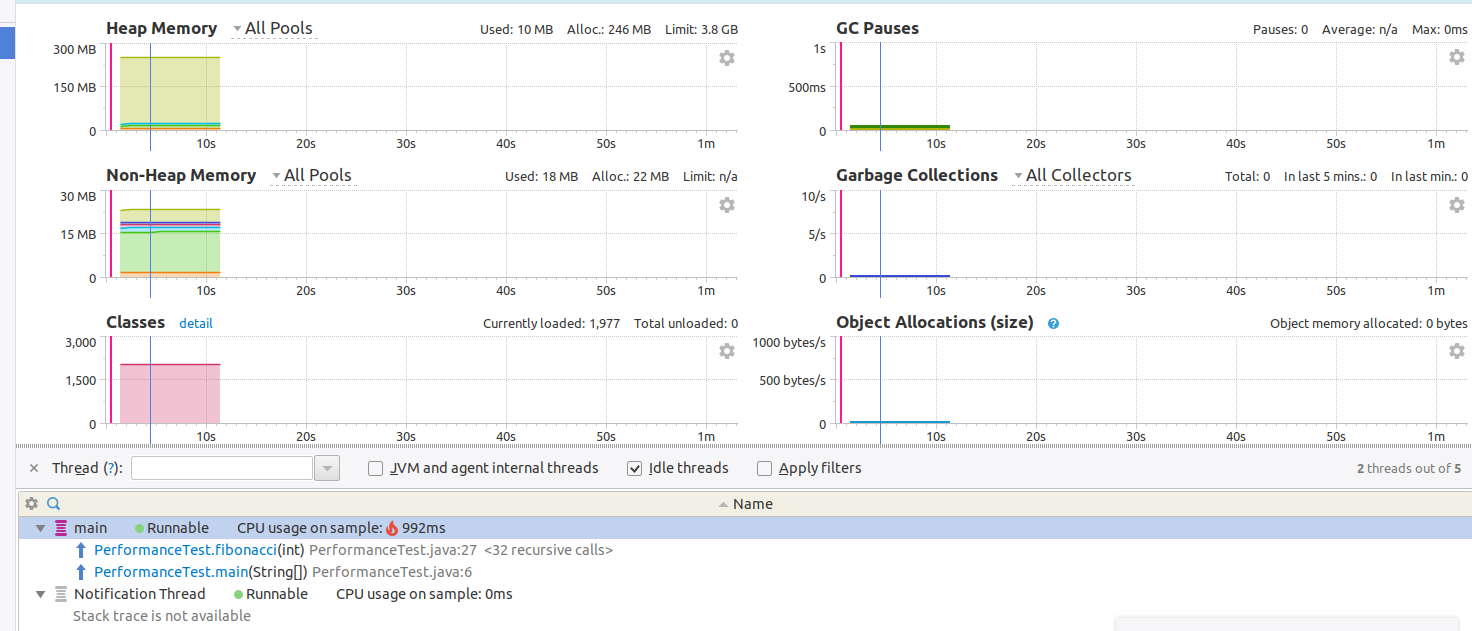 Heap Memory All Pools Used: 10 MB Alloc.: 246 MB Limit: 3.8 GB
300 MB
150 MB
0
10s 20s 30s 40s 50s 1m
GC Pauses Pauses: 0 Average: n/a Max: 0ms
1s
500ms
0
10s 20s 30s 40s 50s 1m
Non-Heap Memory All Pools Used: 18 MB Alloc.: 22 MB Limit: n/a
30 MB
15 MB
0
10s 20s 30s 40s 50s 1m
Garbage Collections All Collectors Total: 0 In last 5 mins.: 0 In last min.: 0
10/s
5/s
0
10s 20s 30s 40s 50s 1m
Classes detail Currently loaded: 1,977 Total unloaded: 0
3,000
1,500
0
10s 20s 30s 40s 50s 1m
Object Allocations (size) ? Object memory allocated: 0 bytes
1000 bytes/s
500 bytes/s
0
10s 20s 30s 40s 50s 1m
Thread (?): JVM and agent internal threads Idle threads Apply filters 2 threads out of 5
Name
main Runnable CPU usage on sample: 992ms
PerformanceTest.fibonacci(int) PerformanceTest.java:27 <32 recursive calls>
PerformanceTest.main(String[]) PerformanceTest.java:6
Notification Thread Runnable CPU usage on sample: 0ms
Stack trace is not available